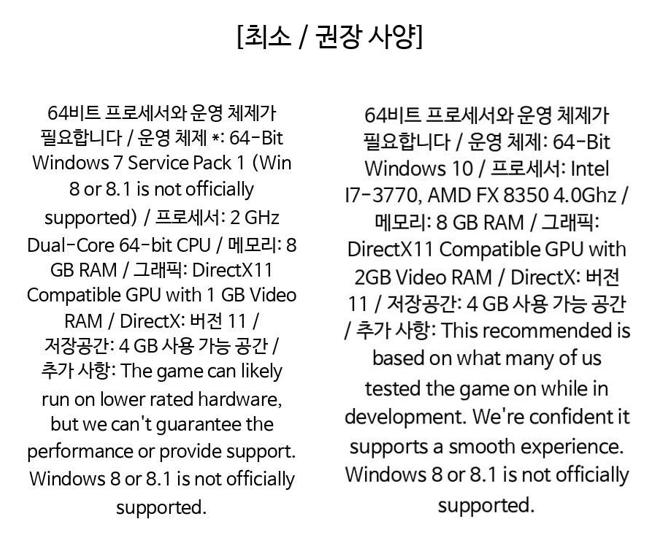 [최소 / 권장 사양]
64비트 프로세서와 운영 체제가
필요합니다 / 운영 체제 *: 64-Bit
Windows 7 Service Pack 1 (Win
8 or 8.1 is not officially
supported) / 프로세서: 2 GHz
Dual-Core 64-bit CPU / 메모리: 8
GB RAM / 그래픽: DirectX11
Compatible GPU with 1 GB Video
RAM / DirectX: 버전 11 /
저장공간: 4 GB 사용 가능 공간 /
추가 사항: The game can likely
run on lower rated hardware,
but we can't guarantee the
performance or provide support.
Windows 8 or 8.1 is not officially
supported.
64비트 프로세서와 운영 체제가
필요합니다 / 운영 체제: 64-Bit
Windows 10 / 프로세서: Intel
I7-3770, AMD FX 8350 4.0Ghz /
메모리: 8 GB RAM / 그래픽:
DirectX11 Compatible GPU with
2GB Video RAM / DirectX: 버전
11 / 저장공간: 4 GB 사용 가능 공간
/ 추가 사항: This recommended is
based on what many of us
tested the game on while in
development. We're confident it
supports a smooth experience.
Windows 8 or 8.1 is not officially
supported.